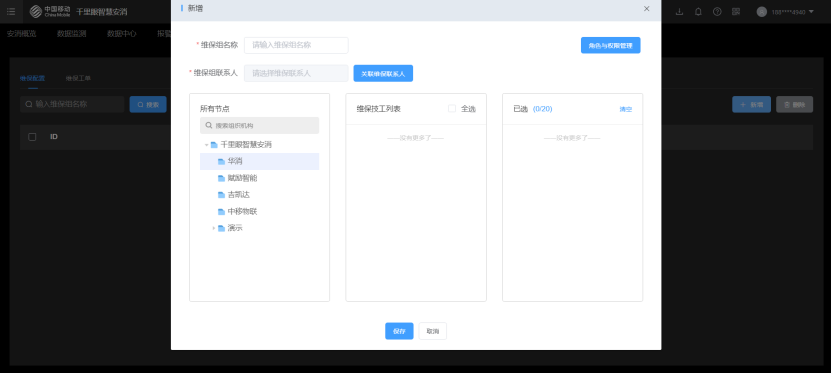 中国移动
China Mobile
千里眼智慧安消
188****4940
安消概览
数据监测
数据中心
报警
维保配置
维保工单
输入维保组名称
搜索
新增
删除
ID
新增
* 维保组名称
请输入维保组名称
角色与权限管理
* 维保组联系人
请选择维保联系人
关联维保联系人
所有节点
搜索组织机构
千里眼智慧安消
华消
赋励智能
古凯达
中移物联
演示
维保技工列表
全选
——没有更多了——
已选 (0/20)
清空
——没有更多了——
保存
取消